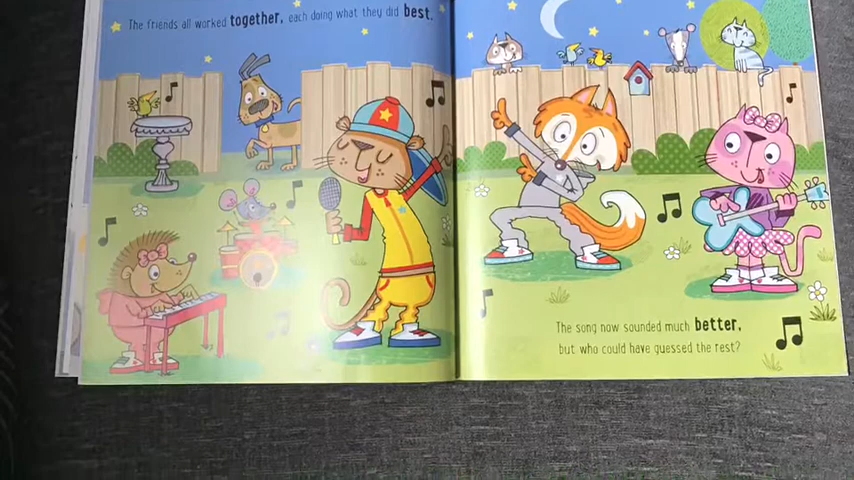 The friends all worked together, each doing what they did best.
The song now sounded much better,
but who could have guessed the rest?